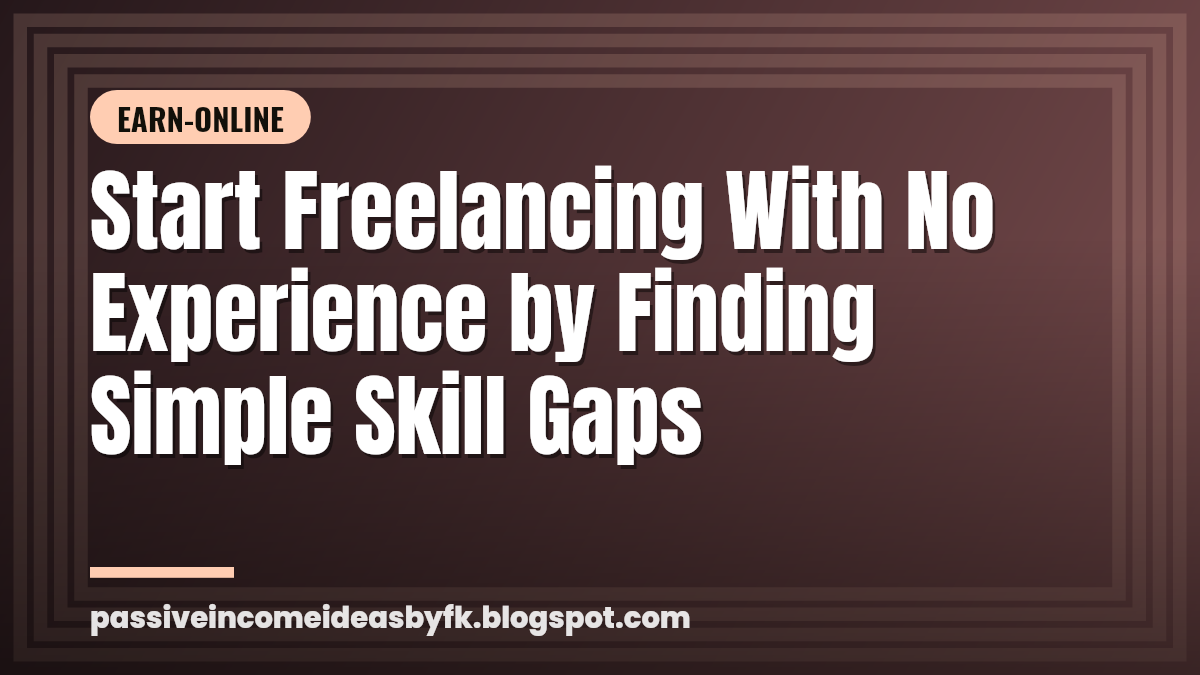 EARN-ONLINE
Start Freelancing With No
Experience by Finding
Simple Skill Gaps
passiveincomeideasbyfk.blogspot.com